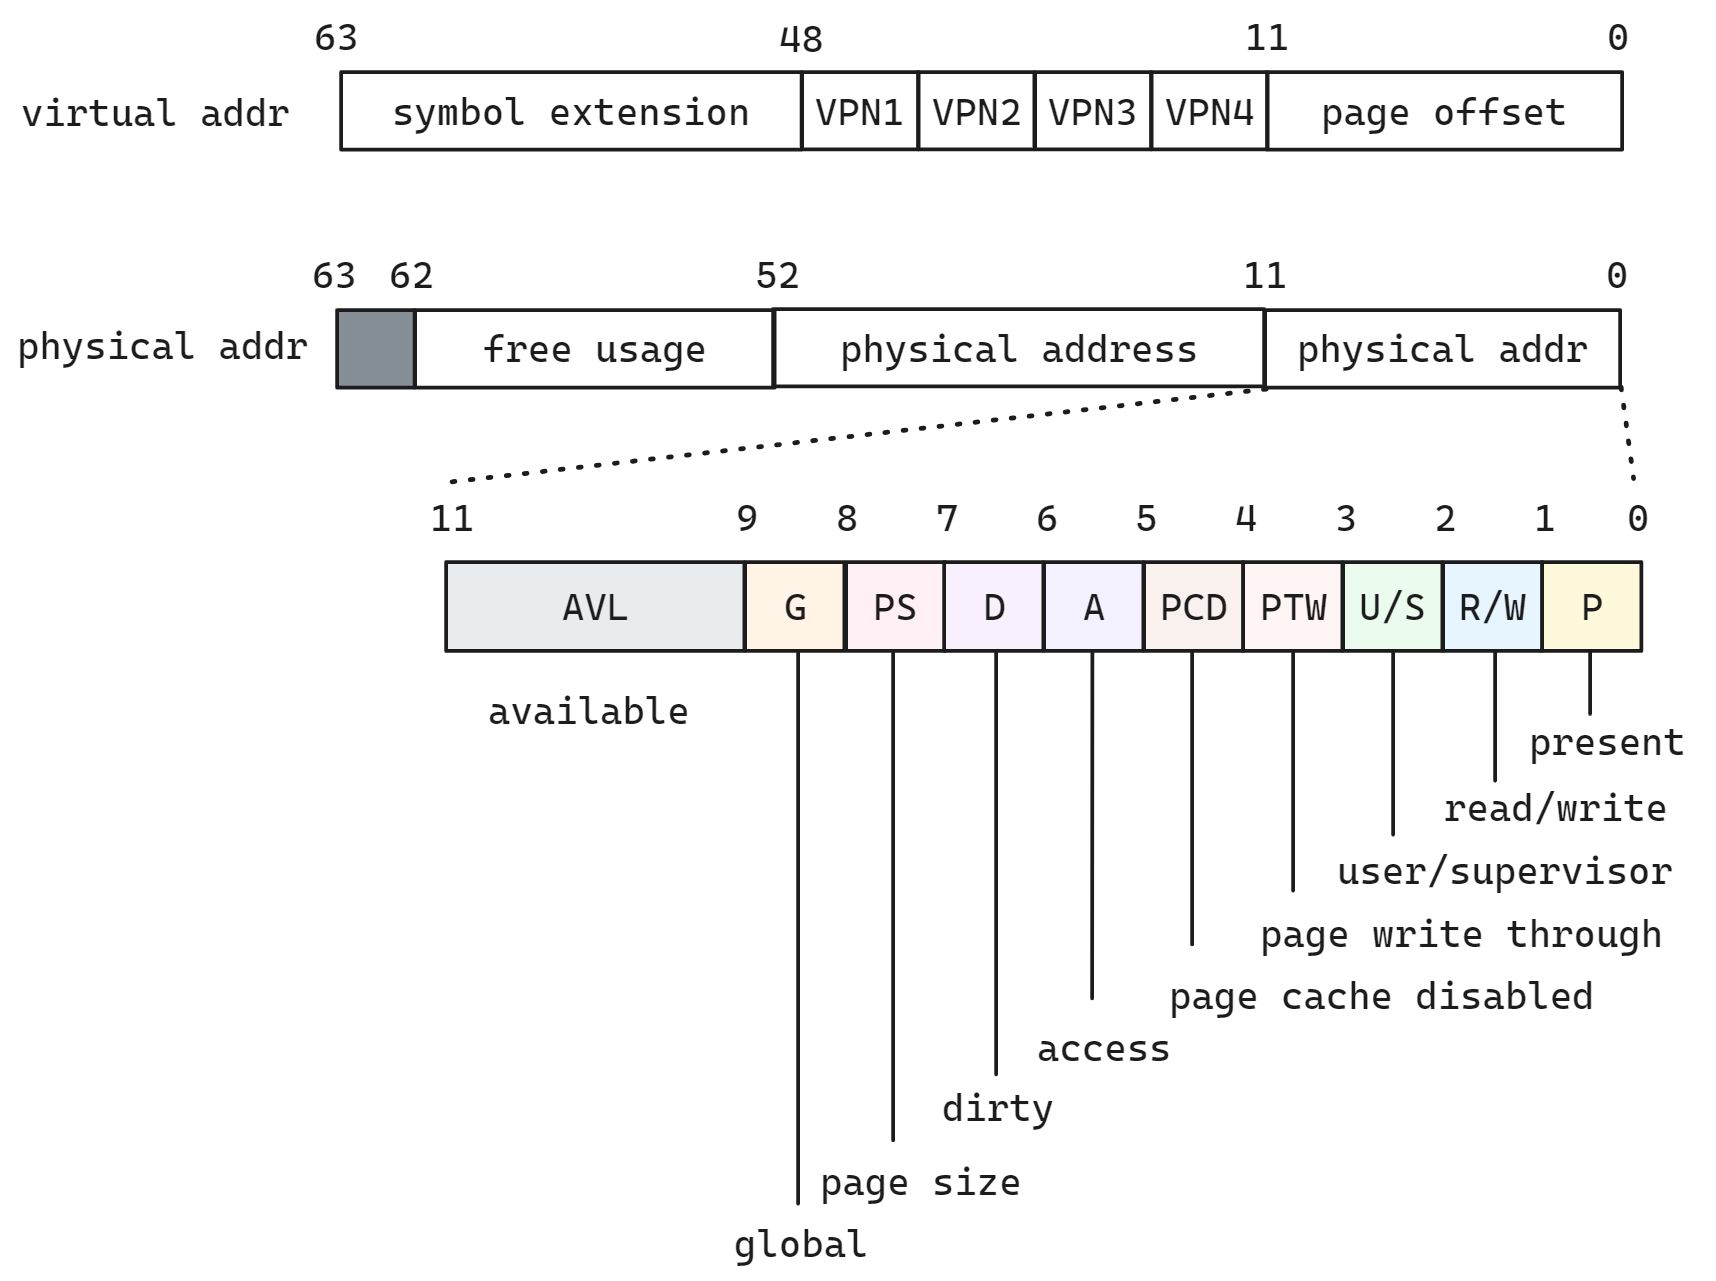 63 48 11 0
virtual addr symbol extension VPN1 VPN2 VPN3 VPN4 page offset
63 62 52 11 0
physical addr free usage physical address physical addr
11 9 8 7 6 5 4 3 2 1 0
AVL G PS D A PCD PTW U/S R/W P
available
present
read/write
user/supervisor
page write through
page cache disabled
access
dirty
page size
global